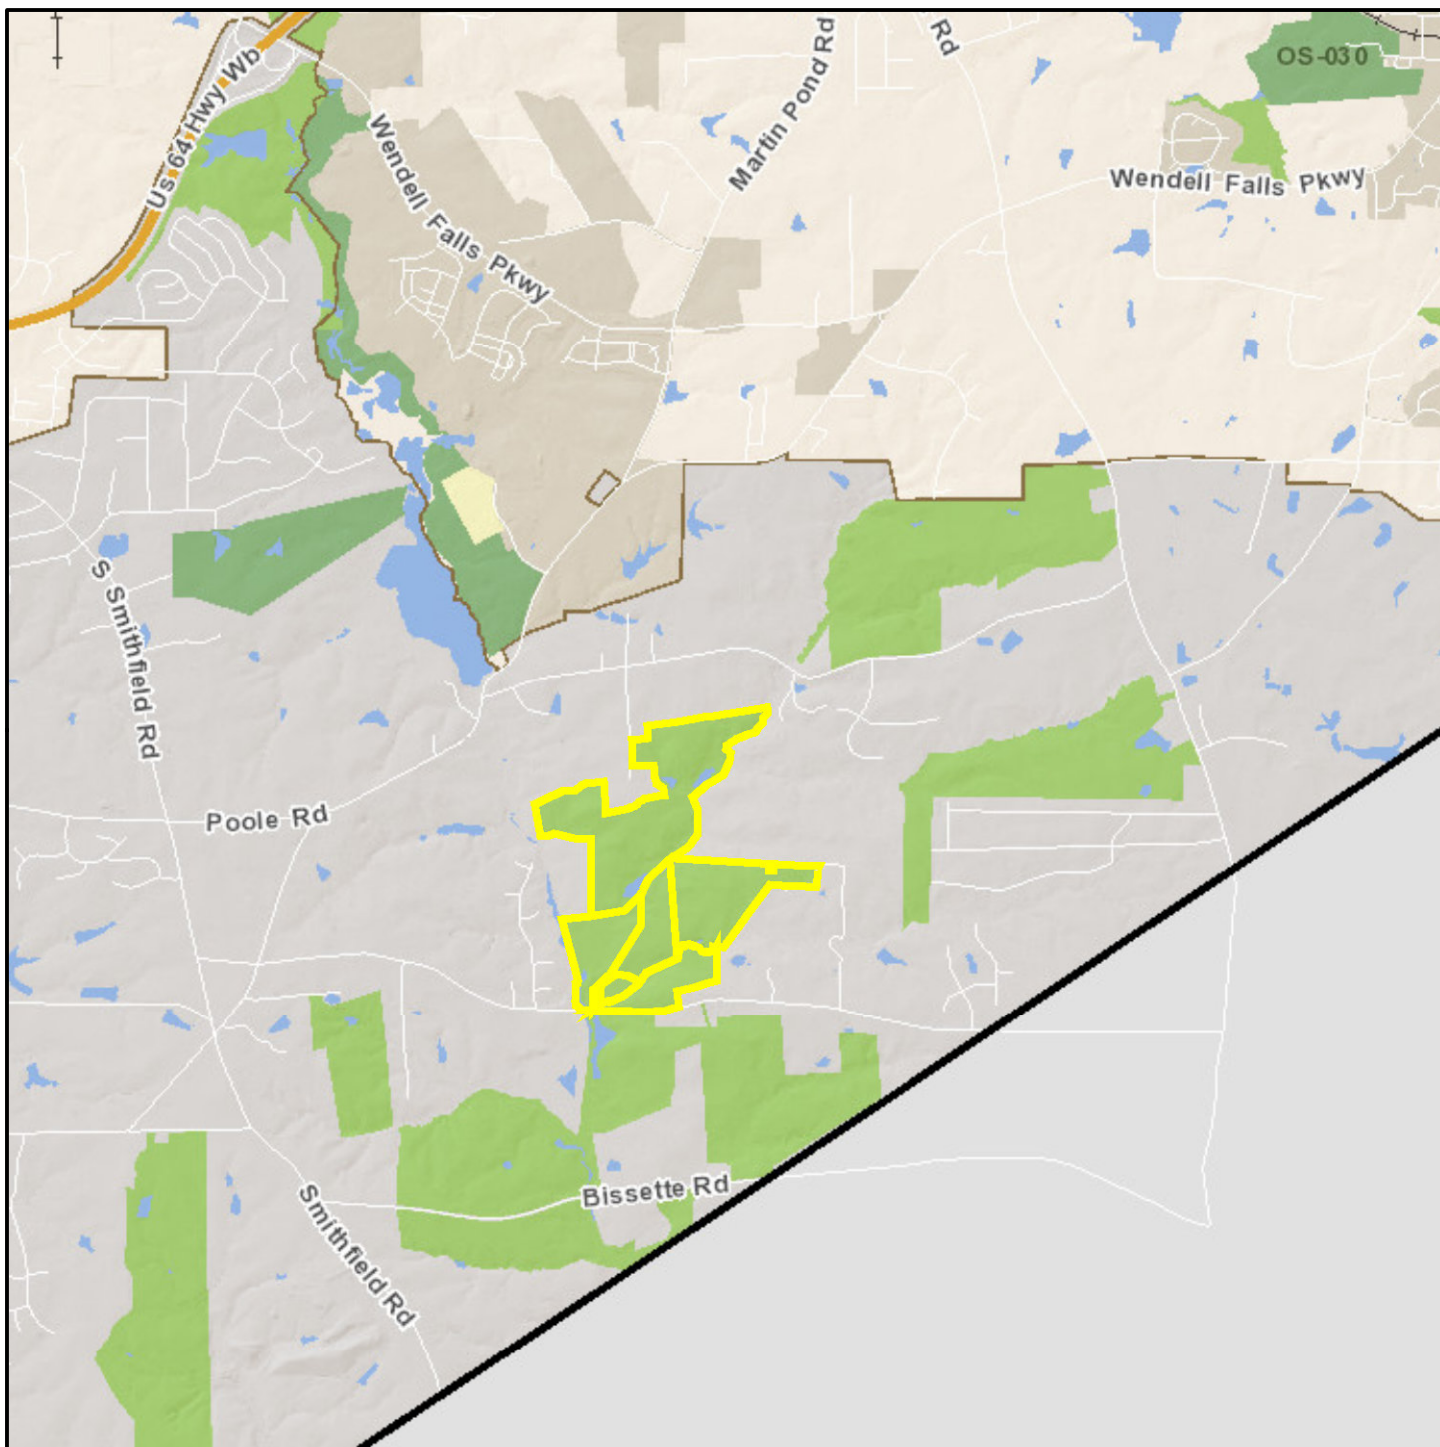 Rd
Martin Pond Rd
OS-030
Us 64 Hwy Wb
Wendell Falls Pkwy
Wendell Falls Pkwy
S Smithfield Rd
Poole Rd
Bissette Rd
Smithfield Rd